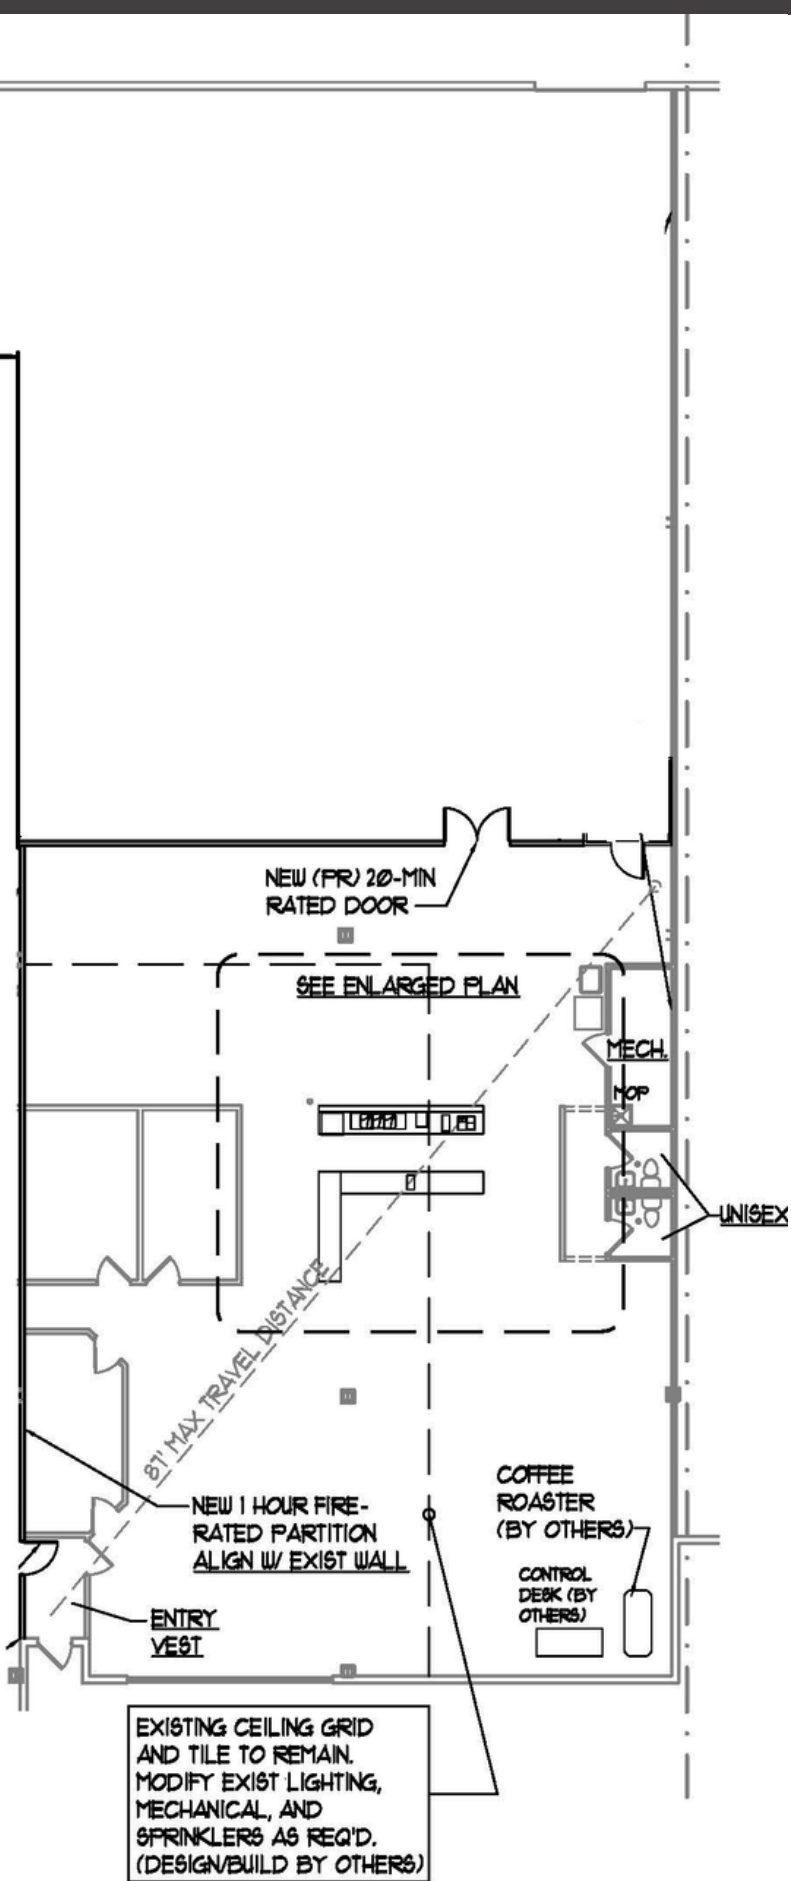 NEW (PR) 20-MIN
RATED DOOR
SEE ENLARGED PLAN
MECH.
MOP
UNISEX
87' MAX TRAVEL DISTANCE
NEW 1 HOUR FIRE-
RATED PARTITION
ALIGN W/ EXIST WALL
COFFEE
ROASTER
(BY OTHERS)
CONTROL
DESK (BY
OTHERS)
ENTRY
VEST
EXISTING CEILING GRID
AND TILE TO REMAIN.
MODIFY EXIST LIGHTING,
MECHANICAL, AND
SPRINKLERS AS REQ'D.
(DESIGN/BUILD BY OTHERS)